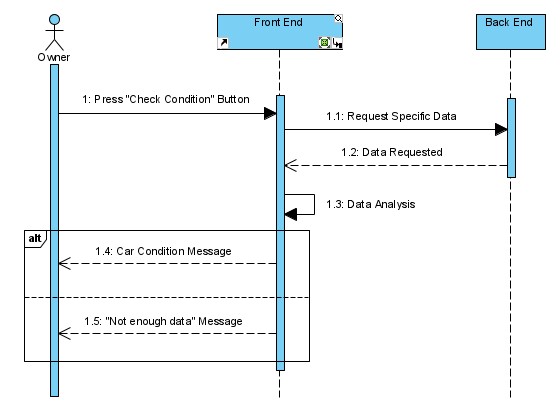 Front End
Back End
Owner
1: Press "Check Condition" Button
1.1: Request Specific Data
1.2: Data Requested
1.3: Data Analysis
alt
1.4: Car Condition Message
1.5: "Not enough data" Message